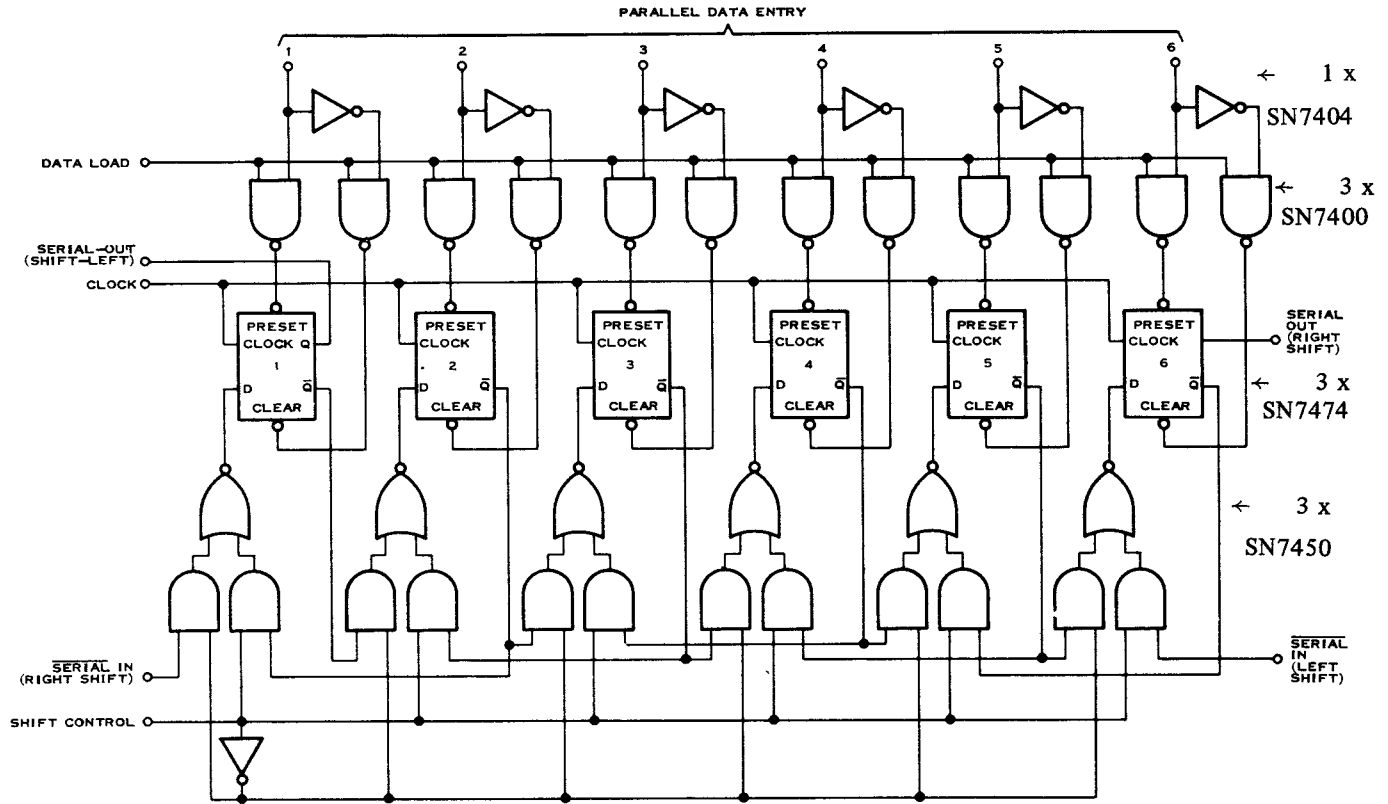 PARALLEL DATA ENTRY
1 2 3 4 5 6
← 1 x
SN7404
DATA LOAD
← 3 x
SN7400
SERIAL-OUT
(SHIFT-LEFT)
CLOCK
PRESET
CLOCK Q
1
D Q̅
CLEAR
PRESET
CLOCK
2
D Q̅
CLEAR
PRESET
CLOCK
3
D Q̅
CLEAR
PRESET
CLOCK
4
D Q̅
CLEAR
PRESET
CLOCK
5
D Q̅
CLEAR
PRESET
CLOCK
6
D Q̅
CLEAR
SERIAL
OUT
(RIGHT
SHIFT)
← 3 x
SN7474
← 3 x
SN7450
SERIAL IN
(RIGHT SHIFT)
SERIAL
IN
(LEFT
SHIFT)
SHIFT CONTROL